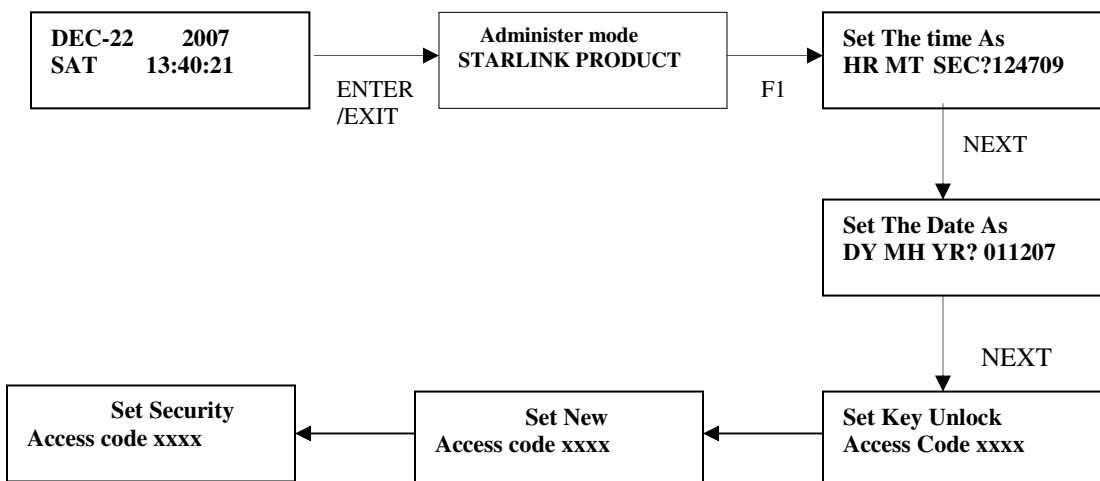 DEC-22 2007
SAT 13:40:21
ENTER
/EXIT
Administer mode
STARLINK PRODUCT
F1
Set The time As
HR MT SEC?124709
NEXT
Set The Date As
DY MH YR? 011207
NEXT
Set Key Unlock
Access Code xxxx
Set New
Access code xxxx
Set Security
Access code xxxx